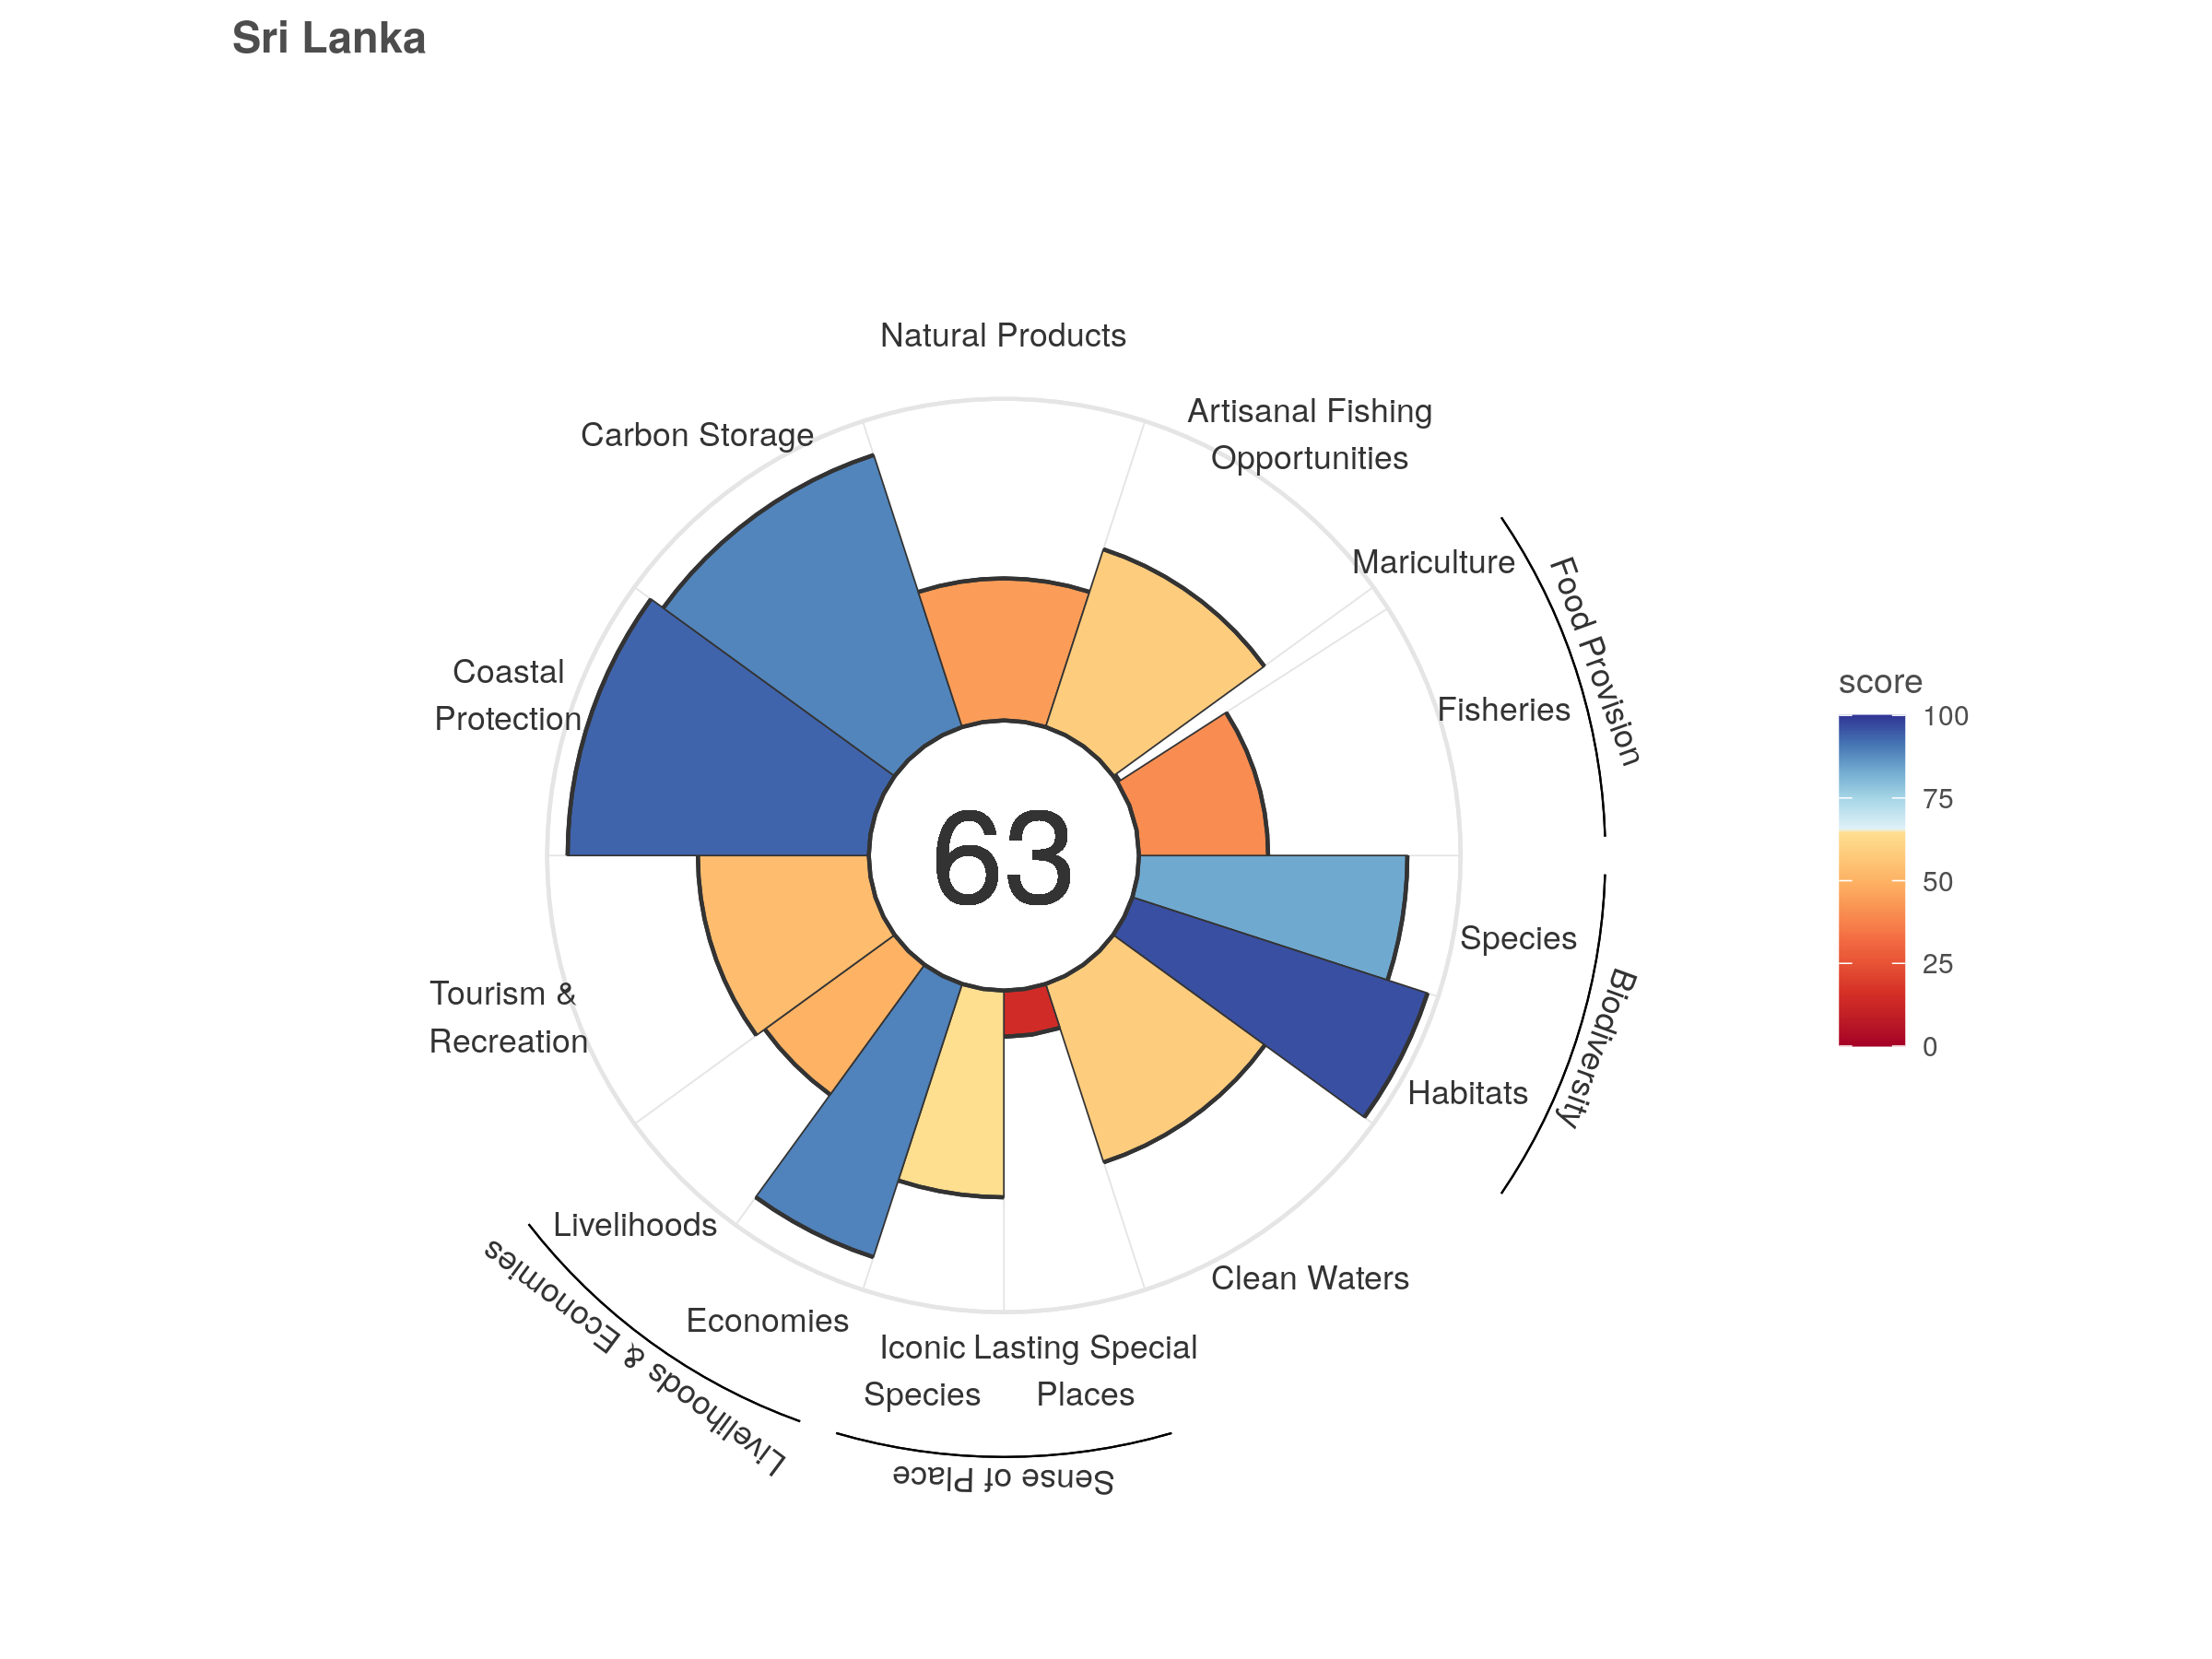 Sri Lanka
Natural Products
Artisanal Fishing
Opportunities
Carbon Storage
Mariculture
Food Provision
Fisheries
Coastal
Protection
score
100
75
50
25
0
63
Species
Biodiversity
Habitats
Tourism &
Recreation
Livelihoods
Livelihoods & Economies
Economies
Clean Waters
Iconic
Species
Lasting Special
Places
Sense of Place